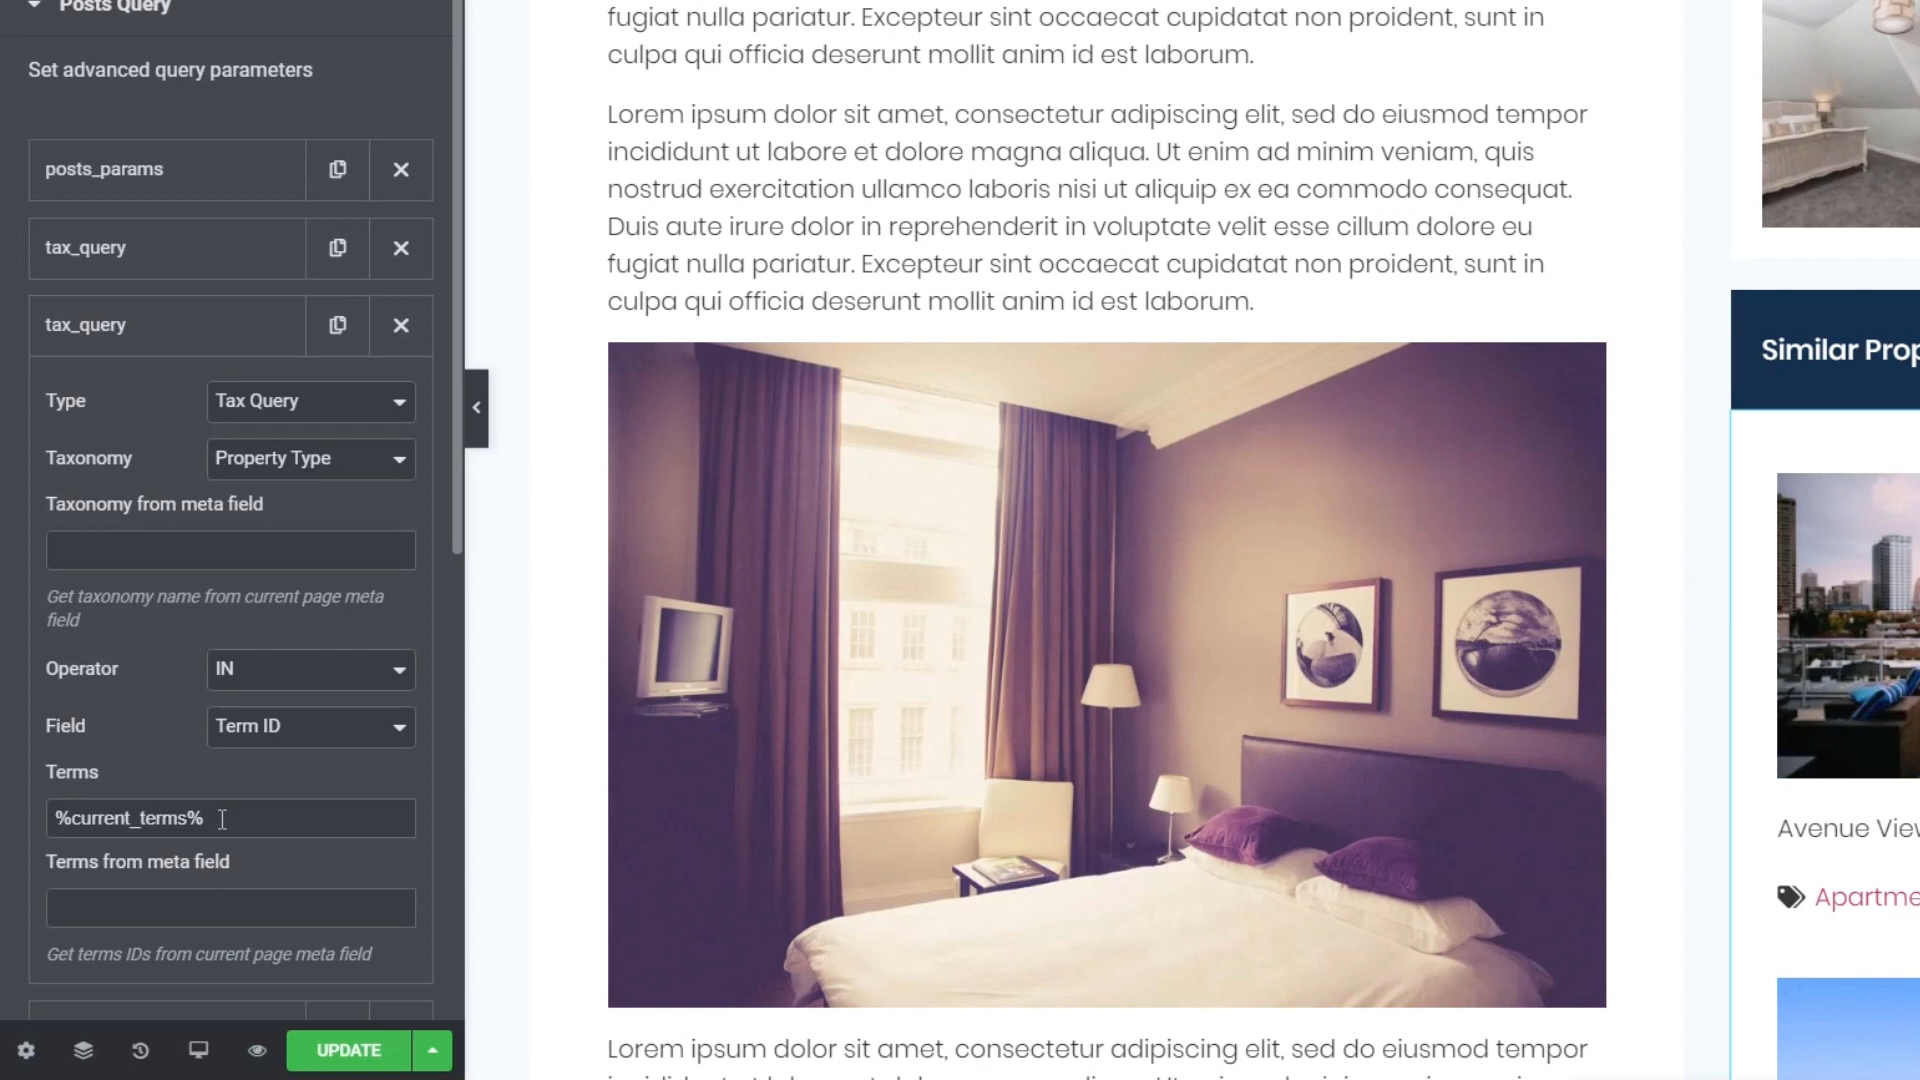 Posts Query
Set advanced query parameters
posts_params
tax_query
tax_query
Type
Tax Query
Taxonomy
Property Type
Taxonomy from meta field
Get taxonomy name from current page meta
field
Operator
IN
Field
Term ID
Terms
%current_terms%
Terms from meta field
Get terms IDs from current page meta field
UPDATE
fugiat nulla pariatur. Excepteur sint occaecat cupidatat non proident, sunt in
culpa qui officia deserunt mollit anim id est laborum.
Lorem ipsum dolor sit amet, consectetur adipiscing elit, sed do eiusmod tempor
incididunt ut labore et dolore magna aliqua. Ut enim ad minim veniam, quis
nostrud exercitation ullamco laboris nisi ut aliquip ex ea commodo consequat.
Duis aute irure dolor in reprehenderit in voluptate velit esse cillum dolore eu
fugiat nulla pariatur. Excepteur sint occaecat cupidatat non proident, sunt in
culpa qui officia deserunt mollit anim id est laborum.
Lorem ipsum dolor sit amet, consectetur adipiscing elit, sed do eiusmod tempor
Similar Prop
Avenue View
Apartme